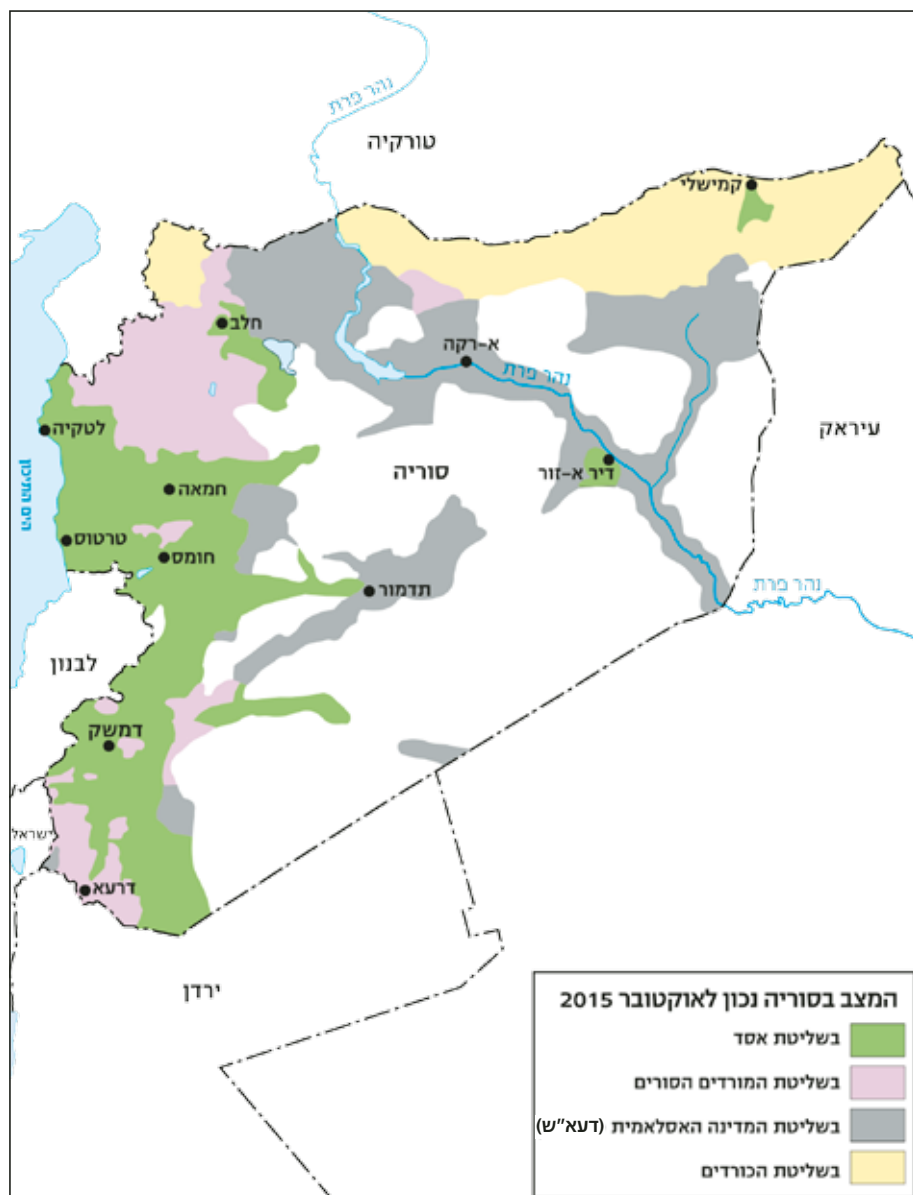 נהר פרת
טורקיה
קמישלי
חלב
א-רקה
נהר פרת
עיראק
לטקיה
סוריה
דיר א-זור
חמאה
הים התיכון
טרטוס
חומס
תדמור
נהר פרת
לבנון
דמשק
ישראל
דרעא
ירדן
המצב בסוריה נכון לאוקטובר 2015
בשליטת אסד
בשליטת המורדים הסורים
בשליטת המדינה האסלאמית (דעא"ש)
בשליטת הכורדים